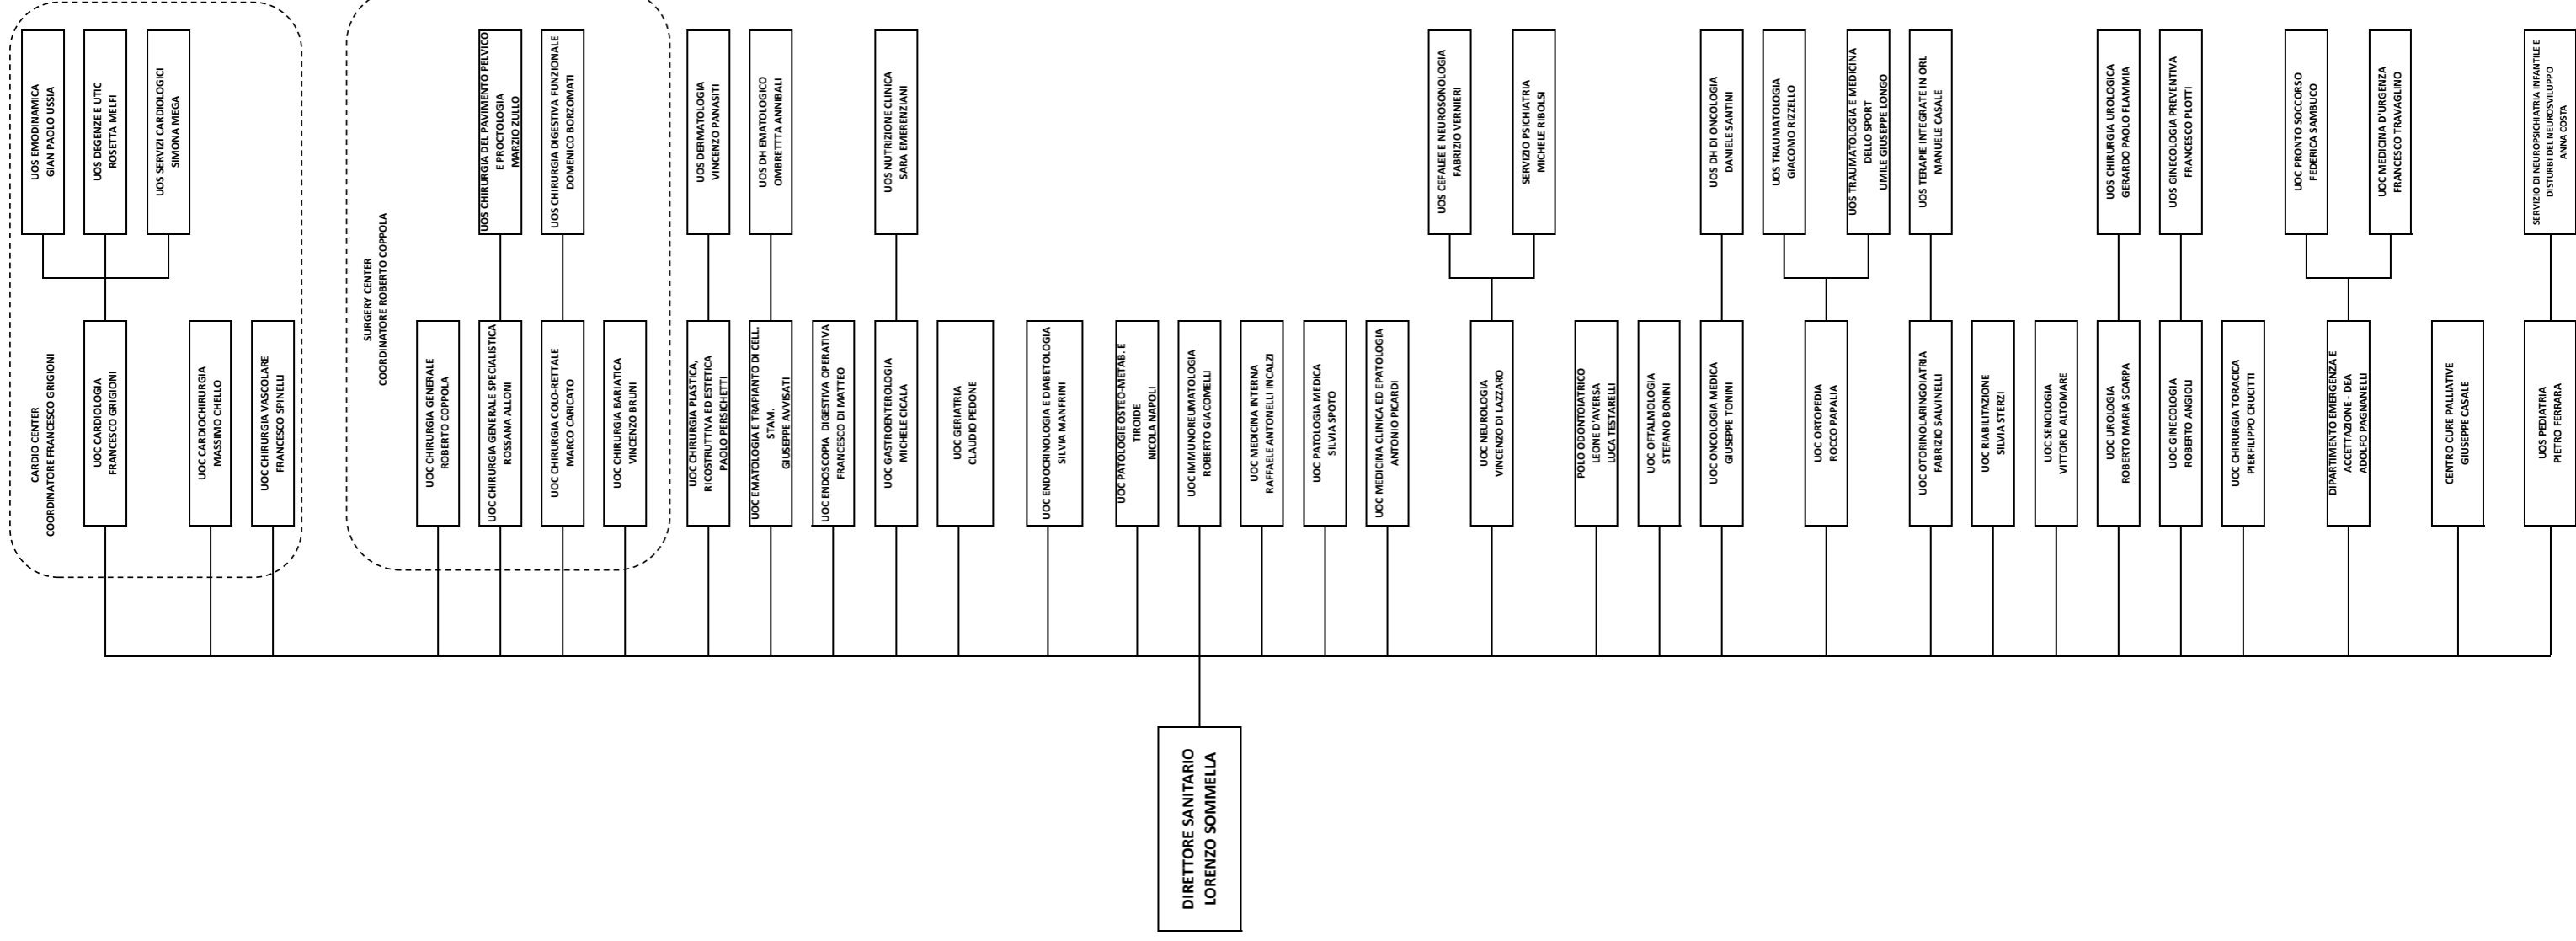 CARDIO CENTER
COORDINATORE FRANCESCO GRIGIONI
UOC CARDIOLOGIA
FRANCESCO GRIGIONI
UOS EMODINAMICA
GIAN PAOLO USSIA
UOS DEGENZE E UTIC
ROSETTA MELFI
UOS SERVIZI CARDIOLOGICI
SIMONA MEGA
UOC CARDIOCHIRURGIA
MASSIMO CHELLO
UOC CHIRURGIA VASCOLARE
FRANCESCO SPINELLI
SURGERY CENTER
COORDINATORE ROBERTO COPPOLA
UOC CHIRURGIA GENERALE
ROBERTO COPPOLA
UOC CHIRURGIA GENERALE SPECIALISTICA
ROSSANA ALLONI
UOS CHIRURGIA DEL PAVIMENTO PELVICO
E PROCTOLOGIA
MARZIO ZULLO
UOC CHIRURGIA COLO-RETTALE
MARCO CARICATO
UOS CHIRURGIA DIGESTIVA FUNZIONALE
DOMENICO BORZOMATI
UOC CHIRURGIA BARIATICA
VINCENZO BRUNI
UOC CHIRURGIA PLASTICA,
RICOSTRUTTIVA ED ESTETICA
PAOLO PERSICHETTI
UOS DERMATOLOGIA
VINCENZO PANASITI
UOC EMATOLOGIA E TRAPIANTO DI CELL.
STAM.
GIUSEPPE AVVISATI
UOS DH EMATOLOGICO
OMBRETTA ANNIBALI
UOC ENDOSCOPIA DIGESTIVA OPERATIVA
FRANCESCO DI MATTEO
UOC GASTROENTEROLOGIA
MICHELE CICALA
UOS NUTRIZIONE CLINICA
SARA EMERENZIANI
UOC GERIATRIA
CLAUDIO PEDONE
UOC ENDOCRINOLOGIA E DIABETOLOGIA
SILVIA MANFRINI
UOC PATOLOGIE OSTEO-METAB. E
TIROIDE
NICOLA NAPOLI
UOC IMMUNOREUMATOLOGIA
ROBERTO GIACOMELLI
UOC MEDICINA INTERNA
RAFFAELE ANTONELLI INCALZI
UOC PATOLOGIA MEDICA
SILVIA SPOTO
UOC MEDICINA CLINICA ED EPATOLOGIA
ANTONIO PICARDI
UOC NEUROLOGIA
VINCENZO DI LAZZARO
UOS CEFALEE E NEUROSONOLOGIA
FABRIZIO VERNIERI
SERVIZIO PSICHIATRIA
MICHELE RIBOLSI
POLO ODONTOIATRICO
LEONE D'AVERSA
LUCA TESTARELLI
UOC OFTALMOLOGIA
STEFANO BONINI
UOC ONCOLOGIA MEDICA
GIUSEPPE TONINI
UOS DH DI ONCOLOGIA
DANIELE SANTINI
UOC ORTOPEDIA
ROCCO PAPALIA
UOS TRAUMATOLOGIA
GIACOMO RIZZELLO
UOS TRAUMATOLOGIA E MEDICINA
DELLO SPORT
UMILE GIUSEPPE LONGO
UOC OTORINOLARINGOIATRIA
FABRIZIO SALVINELLI
UOS TERAPIE INTEGRATE IN ORL
MANUELE CASALE
UOC RIABILITAZIONE
SILVIA STERZI
UOC SENOLOGIA
VITTORIO ALTOMARE
UOC UROLOGIA
ROBERTO MARIA SCARPA
UOS CHIRURGIA UROLOGICA
GERARDO PAOLO FLAMMIA
UOC GINECOLOGIA
ROBERTO ANGIOLI
UOS GINECOLOGIA PREVENTIVA
FRANCESCO PLOTTI
UOC CHIRURGIA TORACICA
PIERFILIPPO CRUCITTI
DIPARTIMENTO EMERGENZA E
ACCETTAZIONE - DEA
ADOLFO PAGNANELLI
UOC PRONTO SOCCORSO
FEDERICA SAMBUCO
UOC MEDICINA D'URGENZA
FRANCESCO TRAVAGLINO
CENTRO CURE PALLIATIVE
GIUSEPPE CASALE
UOS PEDIATRIA
PIETRO FERRARA
SERVIZIO DI NEUROPSICHIATRIA INFANTILE E
DISTURBI DEL NEUROSVILUPPO
ANNA COSTA
DIRETTORE SANITARIO
LORENZO SOMMELLA